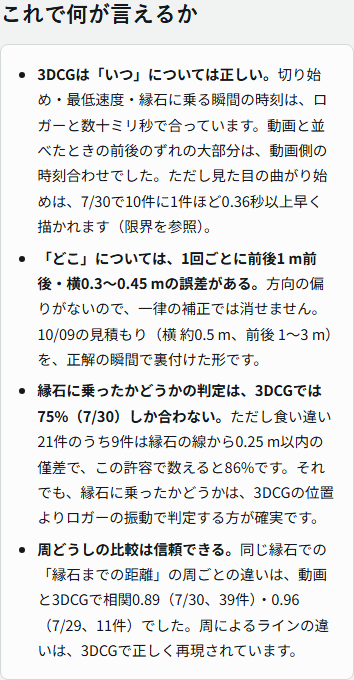 これで何が言えるか
3DCGは「いつ」については正しい。切り始
め・最低速度・縁石に乗る瞬間の時刻は、ロ
ガーと数十ミリ秒で合っています。動画と並
べたときの前後のずれの大部分は、動画側の
時刻合わせでした。ただし見た目の曲がり始
めは、7/30で10件に1件ほど0.36秒以上早く
描かれます（限界を参照）。
「どこ」については、1回ごとに前後1 m前
後・横0.3〜0.45 mの誤差がある。方向の偏
りがないので、一律の補正では消せません。
10/09の見積もり（横 約0.5 m、前後 1〜3 m）
を、正解の瞬間で裏付けた形です。
縁石に乗ったかどうかの判定は、3DCGでは
75%（7/30）しか合わない。ただし食い違い
21件のうち9件は縁石の線から0.25 m以内の
僅差で、この許容で数えると86%です。それ
でも、縁石に乗ったかどうかは、3DCGの位置
よりロガーの振動で判定する方が確実です。
周どうしの比較は信頼できる。同じ縁石での
「縁石までの距離」の周ごとの違いは、動画
と3DCGで相関0.89（7/30、39件）・0.96
（7/29、11件）でした。周によるラインの違
いは、3DCGで正しく再現されています。